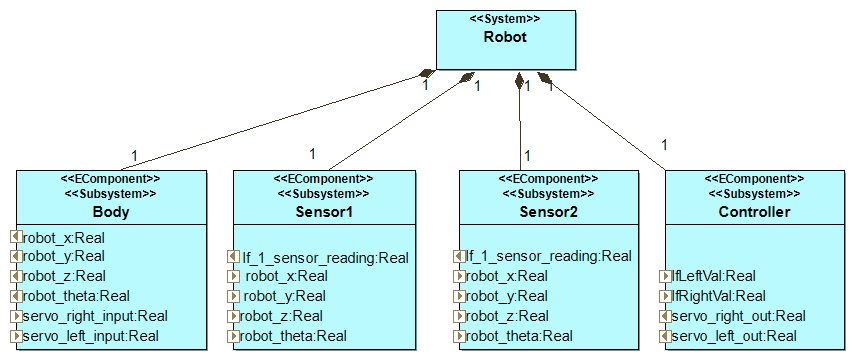 <<System>>
Robot
1
1
1
1
1
1
1
1
<<EComponent>>
<<Subsystem>>
Body
robot_x:Real
robot_y:Real
robot_z:Real
robot_theta:Real
servo_right_input:Real
servo_left_input:Real
<<EComponent>>
<<Subsystem>>
Sensor1
lf_1_sensor_reading:Real
robot_x:Real
robot_y:Real
robot_z:Real
robot_theta:Real
<<EComponent>>
<<Subsystem>>
Sensor2
lf_1_sensor_reading:Real
robot_x:Real
robot_y:Real
robot_z:Real
robot_theta:Real
<<EComponent>>
<<Subsystem>>
Controller
lfLeftVal:Real
lfRightVal:Real
servo_right_out:Real
servo_left_out:Real